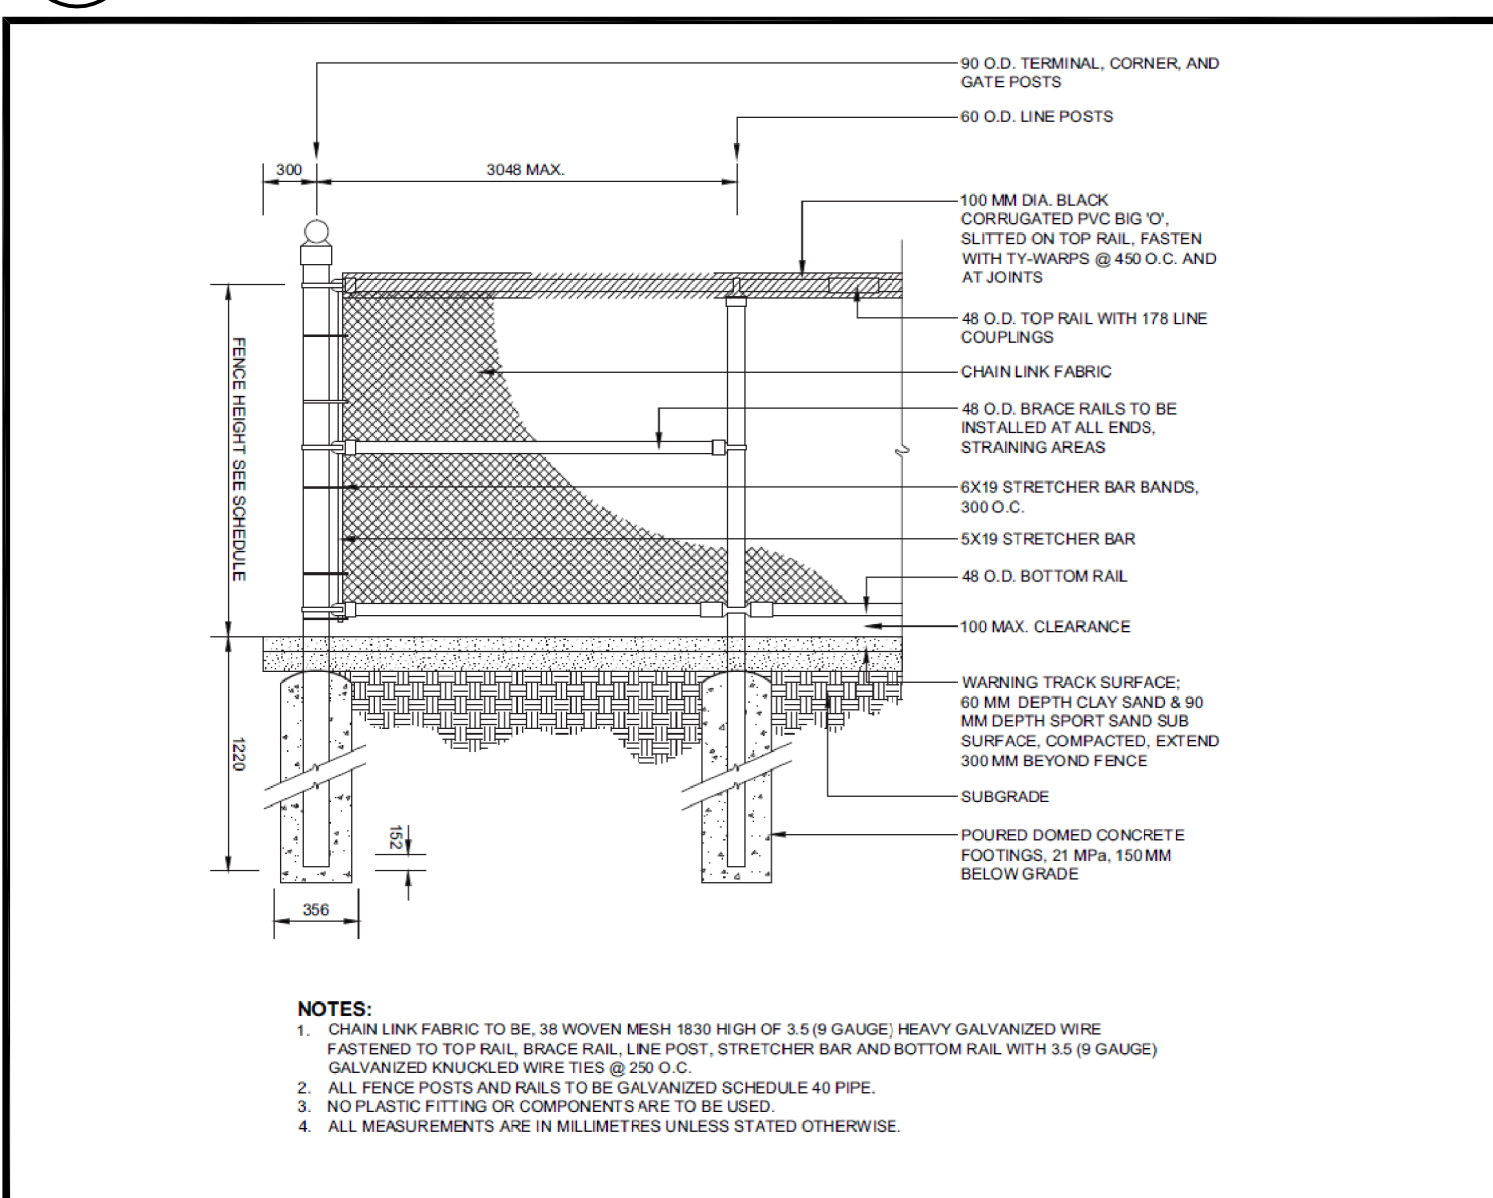 90 O.D. TERMINAL, CORNER, AND
GATE POSTS
60 O.D. LINE POSTS
300
3048 MAX.
100 MM DIA. BLACK
CORRUGATED PVC BIG 'O',
SLITTED ON TOP RAIL, FASTEN
WITH TY-WARPS @ 450 O.C. AND
AT JOINTS
48 O.D. TOP RAIL WITH 178 LINE
COUPLINGS
CHAIN LINK FABRIC
48 O.D. BRACE RAILS TO BE
INSTALLED AT ALL ENDS,
STRAINING AREAS
FENCE HEIGHT SEE SCHEDULE
6X19 STRETCHER BAR BANDS,
300 O.C.
5X19 STRETCHER BAR
48 O.D. BOTTOM RAIL
100 MAX. CLEARANCE
WARNING TRACK SURFACE;
60 MM DEPTH CLAY SAND & 90
MM DEPTH SPORT SAND SUB
SURFACE, COMPACTED, EXTEND
300 MM BEYOND FENCE
1220
SUBGRADE
152
POURED DOMED CONCRETE
FOOTINGS, 21 MPa, 150 MM
BELOW GRADE
356
NOTES:
1. CHAIN LINK FABRIC TO BE, 38 WOVEN MESH 1830 HIGH OF 3.5 (9 GAUGE) HEAVY GALVANIZED WIRE
FASTENED TO TOP RAIL, BRACE RAIL, LINE POST, STRETCHER BAR AND BOTTOM RAIL WITH 3.5 (9 GAUGE)
GALVANIZED KNUCKLED WIRE TIES @ 250 O.C.
2. ALL FENCE POSTS AND RAILS TO BE GALVANIZED SCHEDULE 40 PIPE.
3. NO PLASTIC FITTING OR COMPONENTS ARE TO BE USED.
4. ALL MEASUREMENTS ARE IN MILLIMETRES UNLESS STATED OTHERWISE.